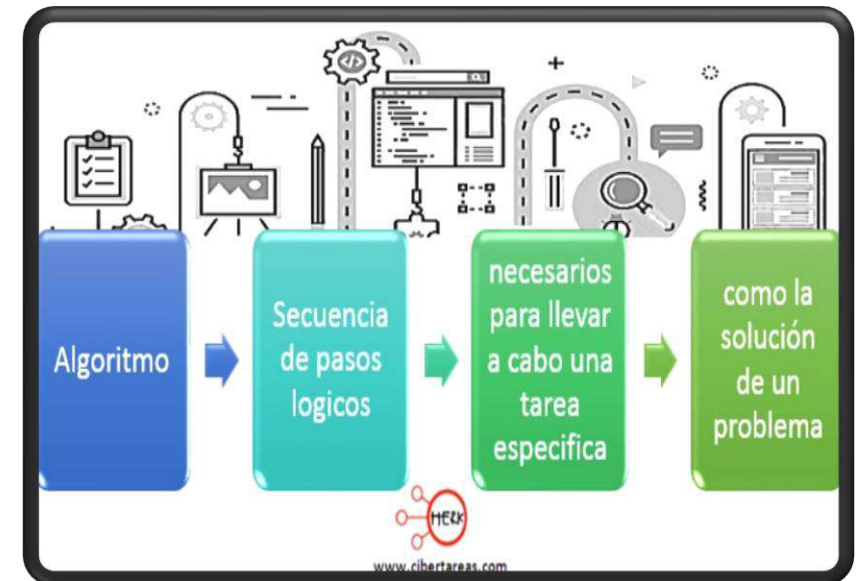 Algoritmo
Secuencia
de pasos
logicos
necesarios
para llevar
a cabo una
tarea
especifica
como la
solución
de un
problema
HERK
www.cibertareas.com